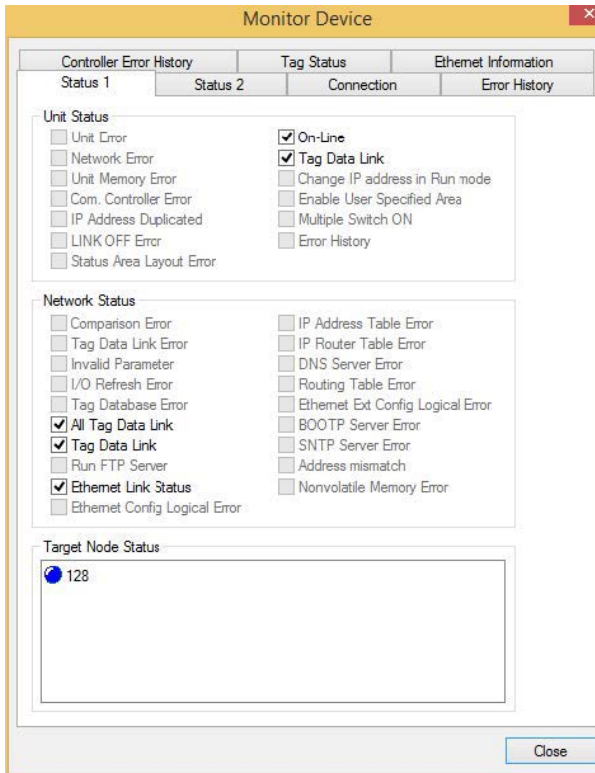 Monitor Device
Controller Error History Tag Status Ethernet Information
Status 1 Status 2 Connection Error History
Unit Status
Unit Error
Network Error
Unit Memory Error
Com. Controller Error
IP Address Duplicated
LINK OFF Error
Status Area Layout Error
On-Line
Tag Data Link
Change IP address in Run mode
Enable User Specified Area
Multiple Switch ON
Error History
Network Status
Comparison Error
Tag Data Link Error
Invalid Parameter
I/O Refresh Error
Tag Database Error
All Tag Data Link
Tag Data Link
Run FTP Server
Ethernet Link Status
Ethernet Config Logical Error
IP Address Table Error
IP Router Table Error
DNS Server Error
Routing Table Error
Ethernet Ext Config Logical Error
BOOTP Server Error
SNTP Server Error
Address mismatch
Nonvolatile Memory Error
Target Node Status
128
Close